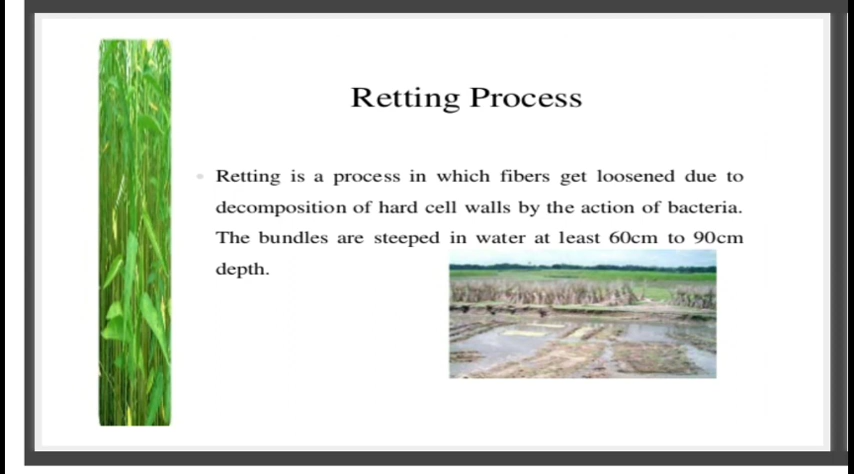 Retting Process
Retting is a process in which fibers get loosened due to
decomposition of hard cell walls by the action of bacteria.
The bundles are steeped in water at least 60cm to 90cm
depth.